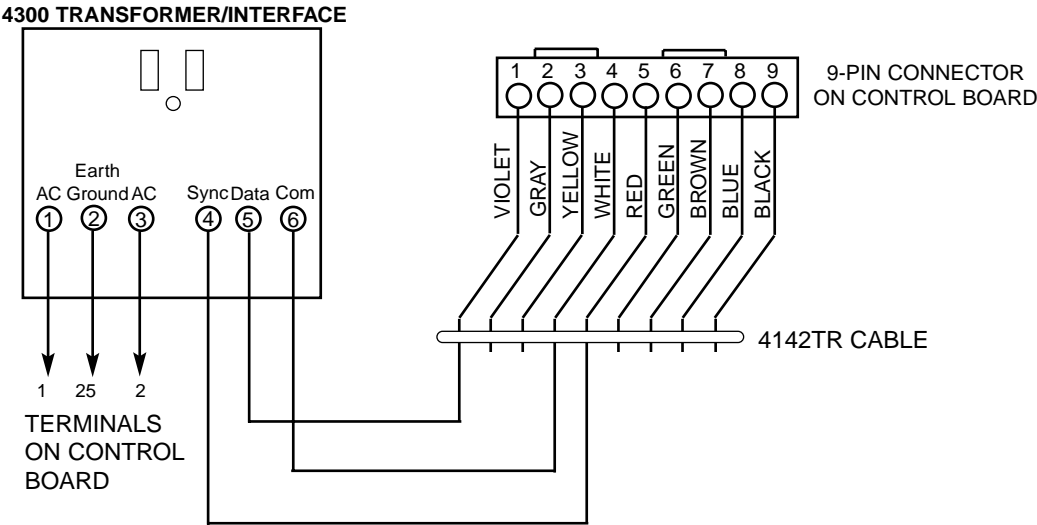 4300 TRANSFORMER/INTERFACE
1 2 3 4 5 6 7 8 9
9-PIN CONNECTOR
ON CONTROL BOARD
VIOLET
GRAY
YELLOW
WHITE
RED
GREEN
BROWN
BLUE
BLACK
Earth
AC Ground AC Sync Data Com
1 2 3 4 5 6
4142TR CABLE
1 25 2
TERMINALS
ON CONTROL
BOARD